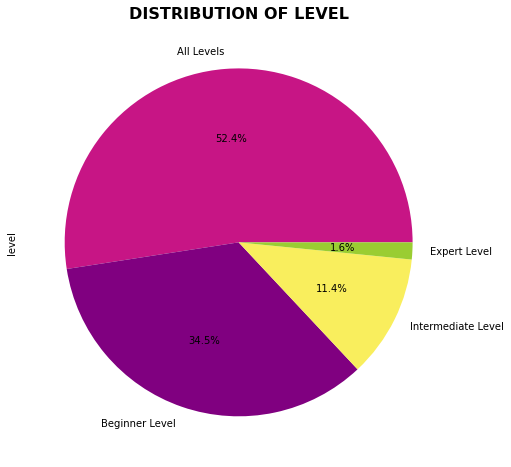 DISTRIBUTION OF LEVEL
All Levels
52.4%
level
1.6%
Expert Level
11.4%
Intermediate Level
34.5%
Beginner Level